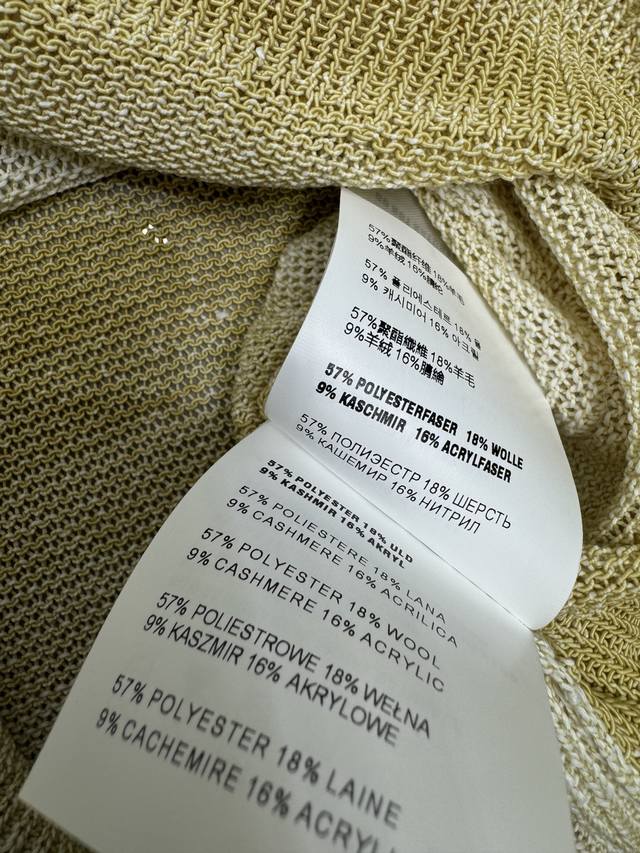 57%聚酯纤维 18%羊毛
9%羊绒 16%腈纶
57% 폴리에스테르 18% 울
9% 캐시미어 16% 아크릴
57%聚酯纖維 18%羊毛
9%羊絨 16%腈綸
57% POLYESTERFASER 18% WOLLE
9% KASCHMIR 16% ACRYLFASER
57% ПОЛИЭЕСТР 18% ШЕРСТЬ
9% КАШЕМИР 16% НИТРИЛ
57% POLYESTER 18% ULD
9% KASHMIR 16% AKRYL
57% POLIESTERE 18% LANA
9% CASHMERE 16% ACRILICA
57% POLYESTER 18% WOOL
9% CASHMERE 16% ACRYLIC
57% POLIESTROWE 18% WEŁNA
9% KASZMIR 16% AKRYLOWE
57% POLYESTER 18% LAINE
9% CACHEMIRE 16% ACRYL